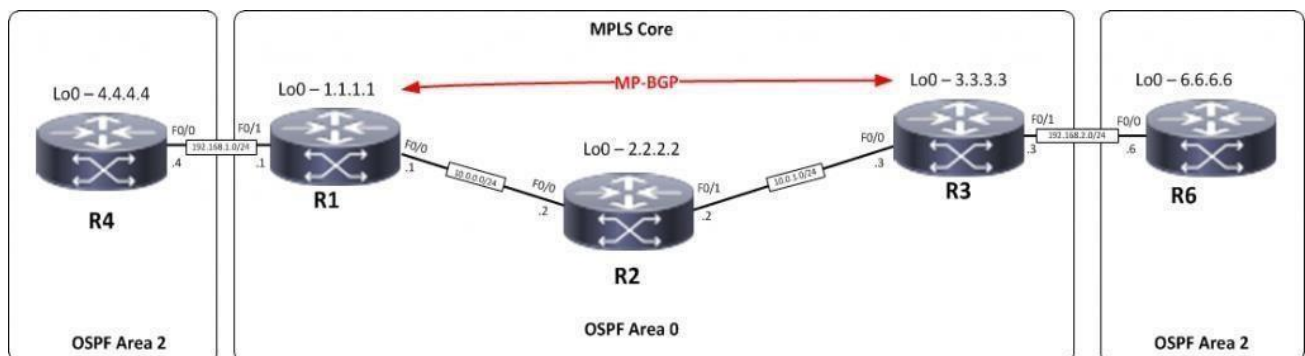 MPLS Core
MP-BGP
Lo0 – 4.4.4.4
F0/0
.4
192.168.1.0/24
R4
OSPF Area 2
Lo0 – 1.1.1.1
F0/1
.1
F0/0
.1
R1
10.0.0.0/24
Lo0 – 2.2.2.2
F0/0
.2
F0/1
.2
R2
10.0.1.0/24
OSPF Area 0
Lo0 – 3.3.3.3
F0/0
.3
F0/1
.3
R3
192.168.2.0/24
Lo0 – 6.6.6.6
F0/0
.6
R6
OSPF Area 2